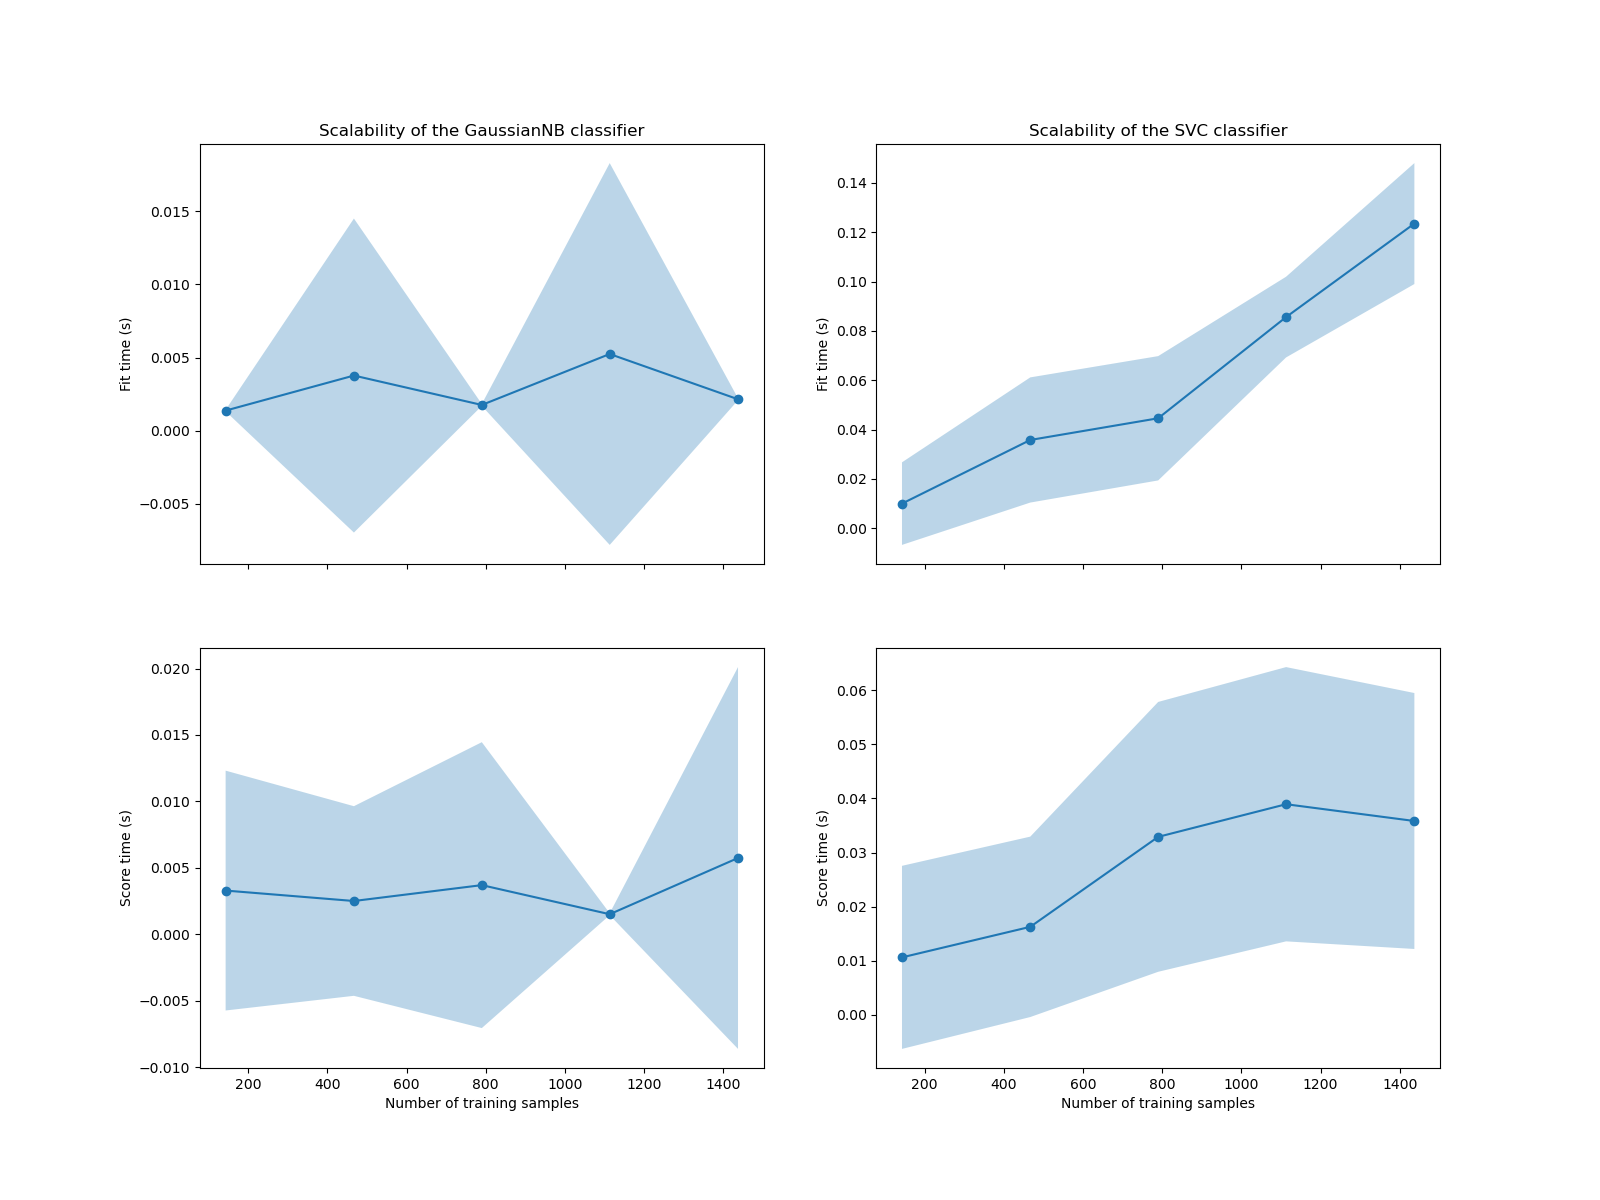 Scalability of the GaussianNB classifier
Fit time (s)
0.015
0.010
0.005
0.000
−0.005
Scalability of the SVC classifier
Fit time (s)
0.14
0.12
0.10
0.08
0.06
0.04
0.02
0.00
Score time (s)
0.020
0.015
0.010
0.005
0.000
−0.005
−0.010
200 400 600 800 1000 1200 1400
Number of training samples
Score time (s)
0.06
0.05
0.04
0.03
0.02
0.01
0.00
200 400 600 800 1000 1200 1400
Number of training samples